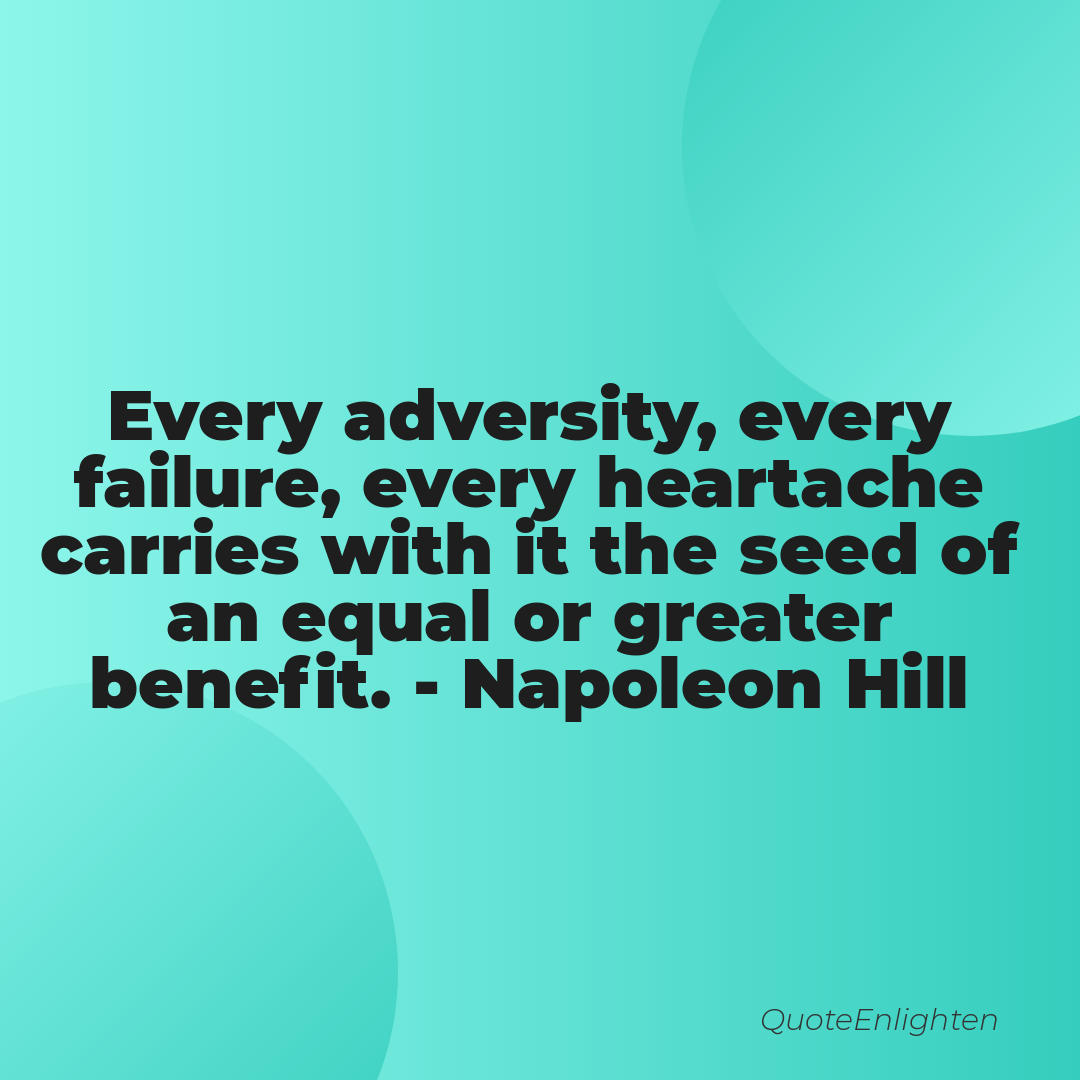 Every adversity, every
failure, every heartache
carries with it the seed of
an equal or greater
benefit. - Napoleon Hill
QuoteEnlighten